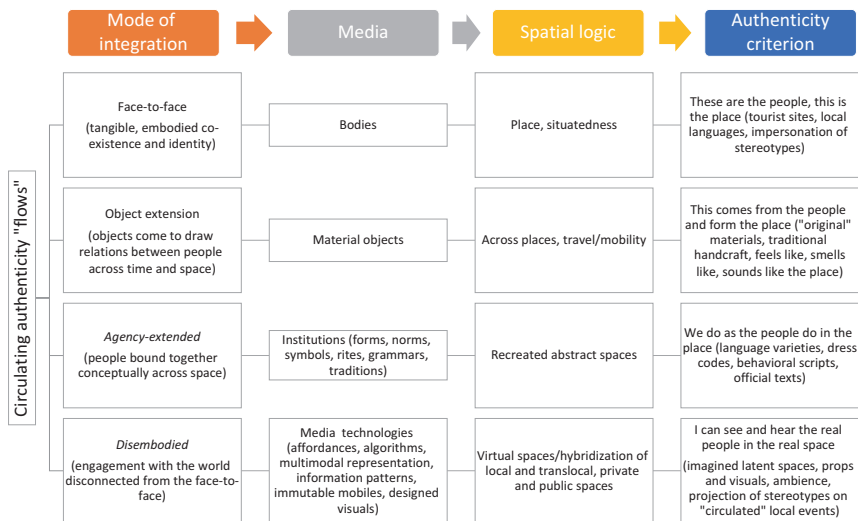 Mode of
integration
Media
Spatial logic
Authenticity
criterion
Circulating authenticity "flows"
Face-to-face
(tangible, embodied co-
existence and identity)
Bodies
Place, situatedness
These are the people, this is
the place (tourist sites, local
languages, impersonation of
stereotypes)
Object extension
(objects come to draw
relations between people
across time and space)
Material objects
Across places, travel/mobility
This comes from the people
and form the place ("original"
materials, traditional
handcraft, feels like, smells
like, sounds like the place)
Agency-extended
(people bound together
conceptually across space)
Institutions (forms, norms,
symbols, rites, grammars,
traditions)
Recreated abstract spaces
We do as the people do in the
place (language varieties, dress
codes, behavioral scripts,
official texts)
Disembodied
(engagement with the world
disconnected from the face-to-
face)
Media technologies
(affordances, algorithms,
multimodal representation,
information patterns,
immutable mobiles, designed
visuals)
Virtual spaces/hybridization of
local and translocal, private
and public spaces
I can see and hear the real
people in the real space
(imagined latent spaces, props
and visuals, ambience,
projection of stereotypes on
"circulated" local events)